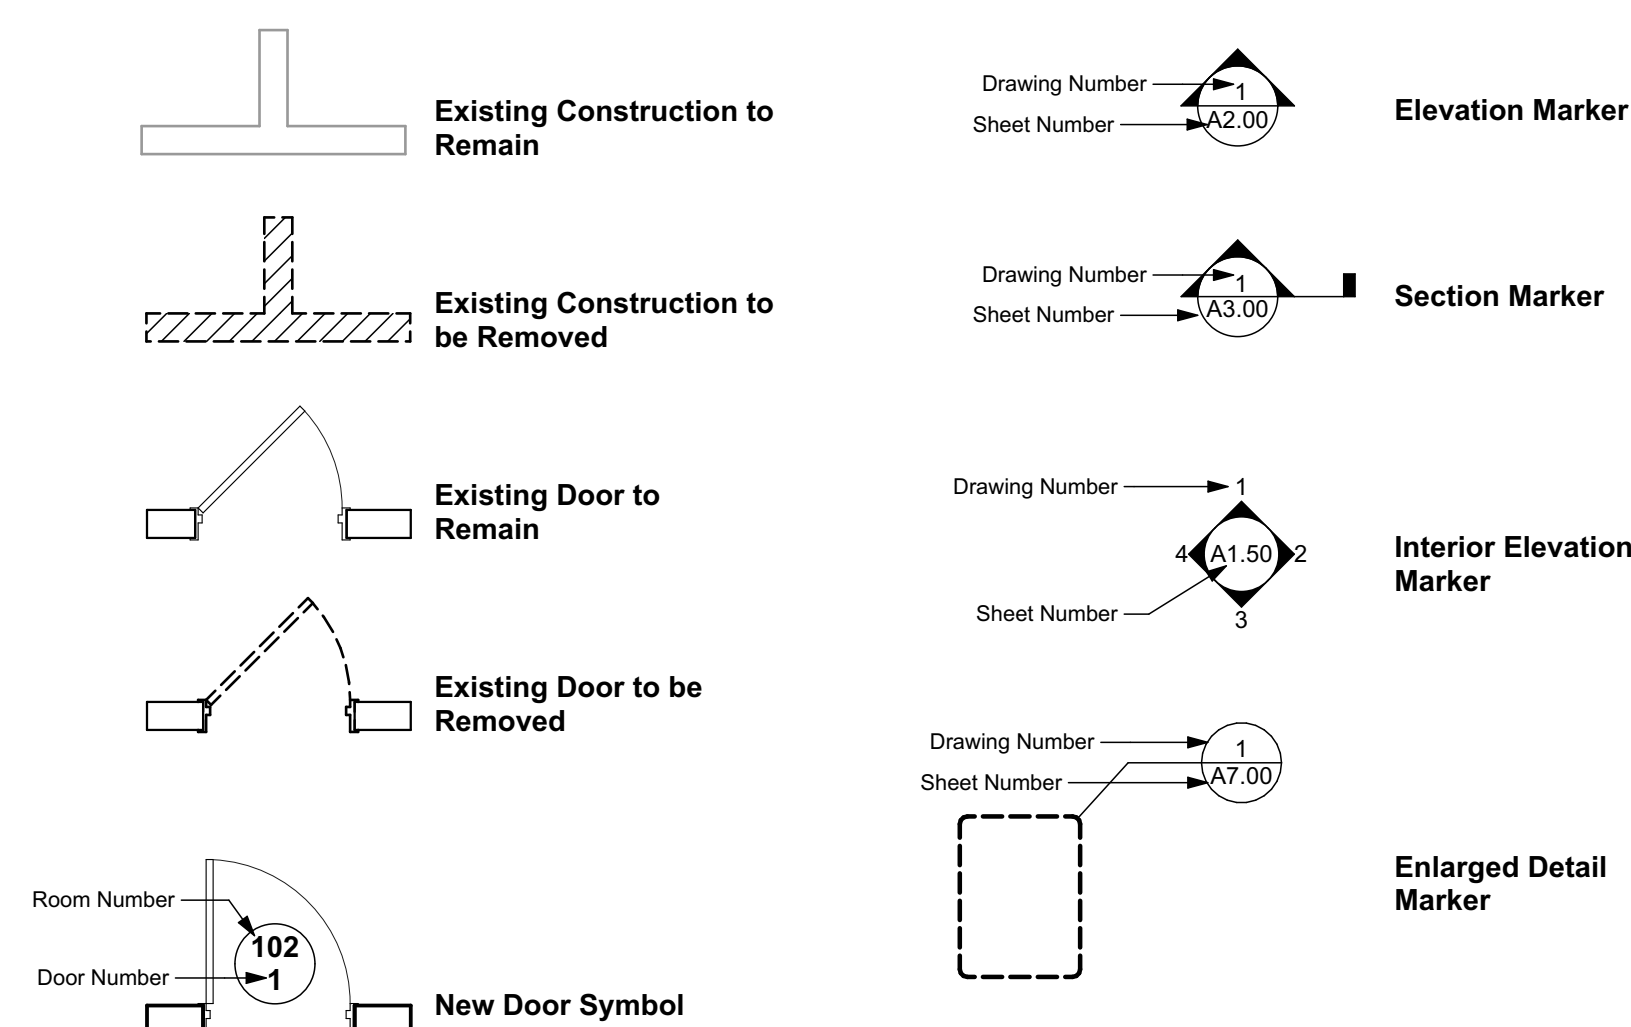 Existing Construction to
Remain
Existing Construction to
be Removed
Existing Door to
Remain
Existing Door to be
Removed
Room Number
102
Door Number
1
New Door Symbol
Drawing Number
1
Sheet Number
A2.00
Elevation Marker
Drawing Number
1
Sheet Number
A3.00
Section Marker
Drawing Number
1
4
A1.50
2
Sheet Number
3
Interior Elevation
Marker
Drawing Number
1
Sheet Number
A7.00
Enlarged Detail
Marker